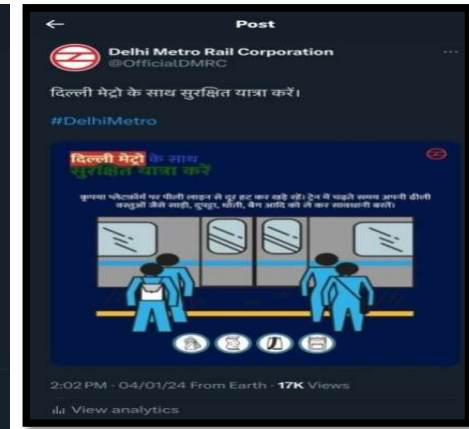 Post
Delhi Metro Rail Corporation
@OfficialDMRC
दिल्ली मेट्रो के साथ सुरक्षित यात्रा करें।
#DelhiMetro
दिल्ली मेट्रो के साथ
सुरक्षित यात्रा करें
कृपया प्लेटफ़ॉर्म पर पीली लाइन से दूर हट कर खड़े रहें। ट्रेन में चढ़ते समय अपनी ढीली
वस्तुओं जैसे साड़ी, दुपट्टा, धोती, बैग आदि को ले कर सावधानी बरतें।
2:02 PM · 04/01/24 From Earth · 17K Views
View analytics